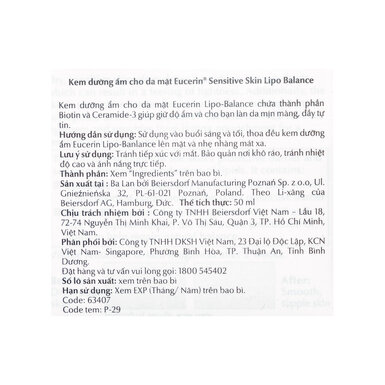 Kem dưỡng ẩm cho da mặt Eucerin® Sensitive Skin Lipo Balance
Kem dưỡng ẩm cho da mặt Eucerin Lipo-Balance chứa thành phần
Biotin và Ceramide-3 giúp giữ độ ẩm và cho bạn làn da mịn màng, đầy tự
tin.
Hướng dẫn sử dụng: Sử dụng vào buổi sáng và tối, thoa đều kem dưỡng
ẩm Eucerin Lipo-Banlance lên mặt và nhẹ nhàng mát xa.
Lưu ý sử dụng: Tránh tiếp xúc với mắt. Bảo quản nơi khô ráo, tránh nhiệt
độ cao và ánh nắng trực tiếp.
Thành phần: Xem "Ingredients" trên bao bì.
Sản xuất tại: Ba Lan bởi Beiersdorf Manufacturing Poznań Sp. z o.o, Ul.
Gnieźnieńska 32, PL-61-021 Poznań, Poland. Theo Li-xăng của
Beiersdorf AG, Hamburg, Đức. Thể tích thực: 50 ml
Chịu trách nhiệm bởi: Công ty TNHH Beiersdorf Việt Nam - Lầu 18,
72-74 Nguyễn Thị Minh Khai, P. Võ Thị Sáu, Quận 3, TP. Hồ Chí Minh,
Việt Nam.
Phân phối bởi: Công ty TNHH DKSH Việt Nam, 23 Đại lộ Độc Lập, KCN
Việt Nam- Singapore, Phường Bình Hòa, TP. Thuận An, Tỉnh Bình
Dương.
Đặt hàng và tư vấn vui lòng gọi: 1800 545402
Số lô sản xuất: xem trên bao bì
Hạn sử dụng: Xem EXP (Tháng/ Năm) trên bao bì.
Code: 63407
Code tem: P-29